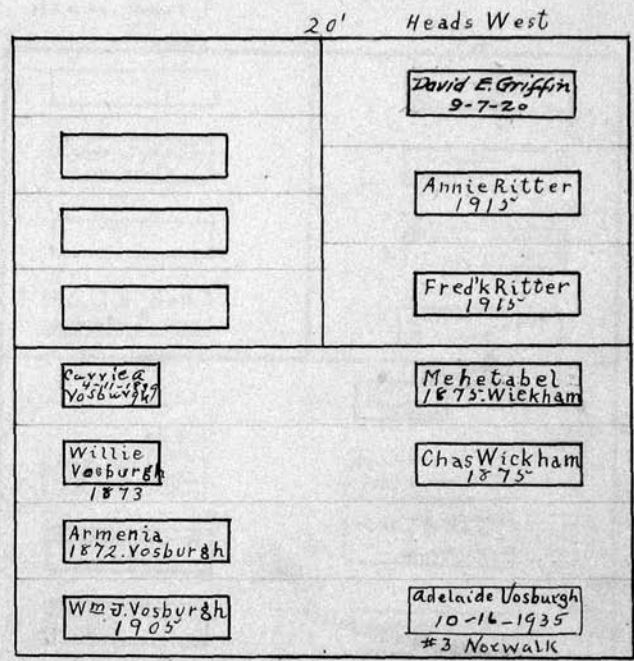 20' Heads West
David E. Griffin
9-7-20
Annie Ritter
1915
Fred'k Ritter
1915
Carrie A
4-11-1889
Vosburgh
Mehetabel
1875. Wickham
Willie
Vosburgh
1873
Chas Wickham
1875
Armenia
1872. Vosburgh
Wm J. Vosburgh
1905
Adelaide Vosburgh
10-16-1935
#3 Norwalk